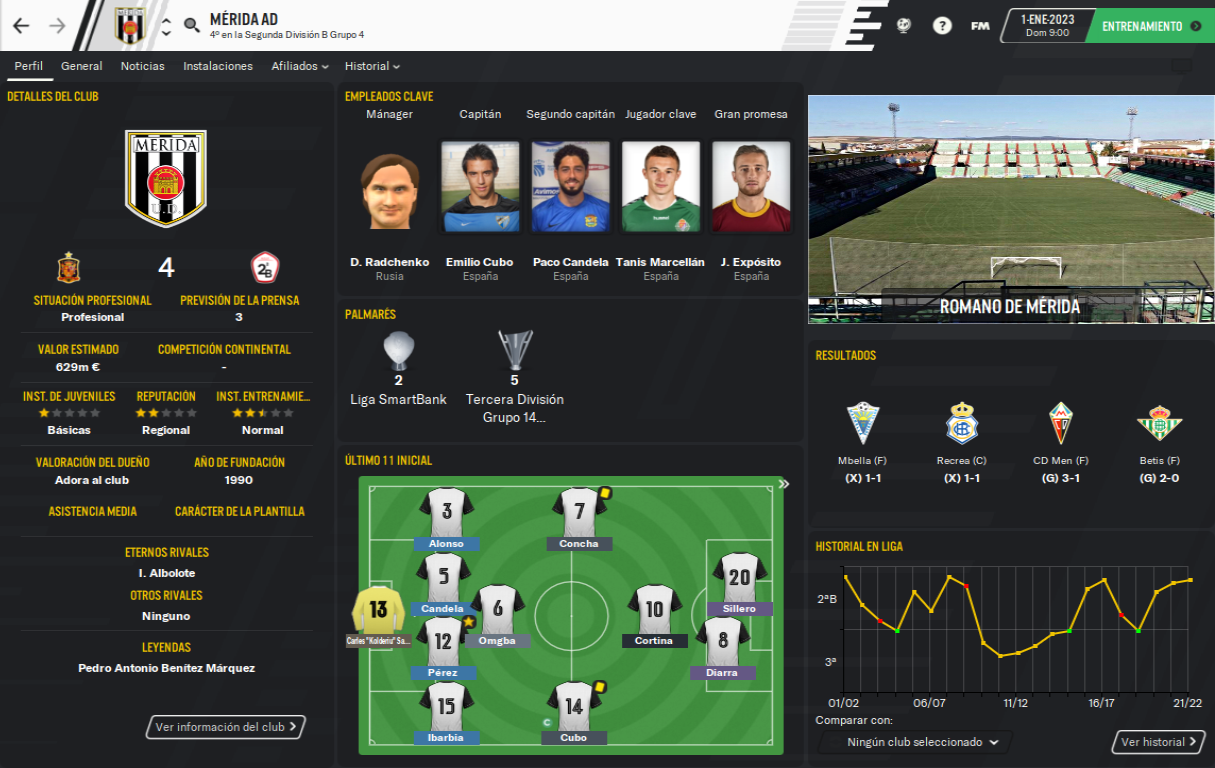 MÉRIDA AD
4º en la Segunda División B Grupo 4
?
FM
1-ENE-2023
Dom 9:00
ENTRENAMIENTO
Perfil
General
Noticias
Instalaciones
Afiliados
Historial
DETALLES DEL CLUB
MÉRIDA
U.D.
4
2ªB
SITUACIÓN PROFESIONAL
Profesional
PREVISIÓN DE LA PRENSA
3
VALOR ESTIMADO
629m €
COMPETICIÓN CONTINENTAL
-
INST. DE JUVENILES
Básicas
REPUTACIÓN
Regional
INST. ENTRENAMIE...
Normal
VALORACIÓN DEL DUEÑO
Adora al club
AÑO DE FUNDACIÓN
1990
ASISTENCIA MEDIA
CARÁCTER DE LA PLANTILLA
ETERNOS RIVALES
I. Albolote
OTROS RIVALES
Ninguno
LEYENDAS
Pedro Antonio Benítez Márquez
Ver información del club
EMPLEADOS CLAVE
Mánager
D. Radchenko
Rusia
Capitán
Emilio Cubo
España
Segundo capitán
Paco Candela
España
Jugador clave
Tanis Marcellán
España
Gran promesa
J. Expósito
España
PALMARÉS
2
Liga SmartBank
5
Tercera División
Grupo 14...
ÚLTIMO 11 INICIAL
3
Alonso
7
Concha
5
Candela
20
Sillero
13
Carles "Kolderiu" Sa...
6
Omgba
10
Cortina
12
Pérez
8
Diarra
15
Ibarbia
14
Cubo
C
ROMANO DE MÉRIDA
RESULTADOS
Mbella (F)
(X) 1-1
Recrea (C)
(X) 1-1
CD Men (F)
(G) 3-1
Betis (F)
(G) 2-0
HISTORIAL EN LIGA
2ªB
3ª
01/02
06/07
11/12
16/17
21/22
Comparar con:
Ningún club seleccionado
Ver historial